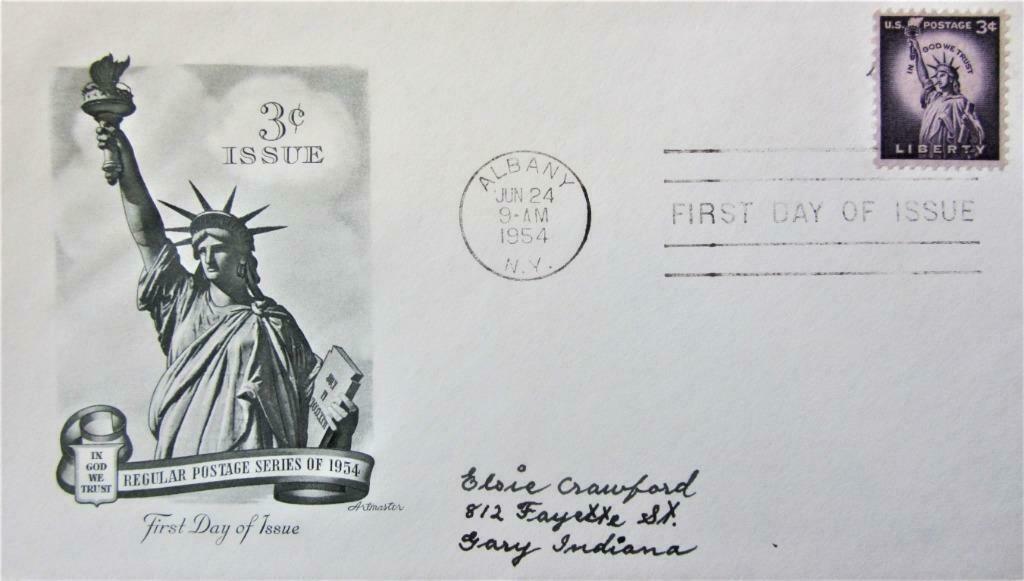 U.S. POSTAGE 3¢
IN GOD WE TRUST
LIBERTY
3¢
ISSUE
ALBANY
JUN 24
9-AM
1954
N.Y.
FIRST DAY OF ISSUE
IN
GOD
WE
TRUST
REGULAR POSTAGE SERIES OF 1954
Artmaster
First Day of Issue
Elsie Crawford
812 Fayette St.
Gary Indiana